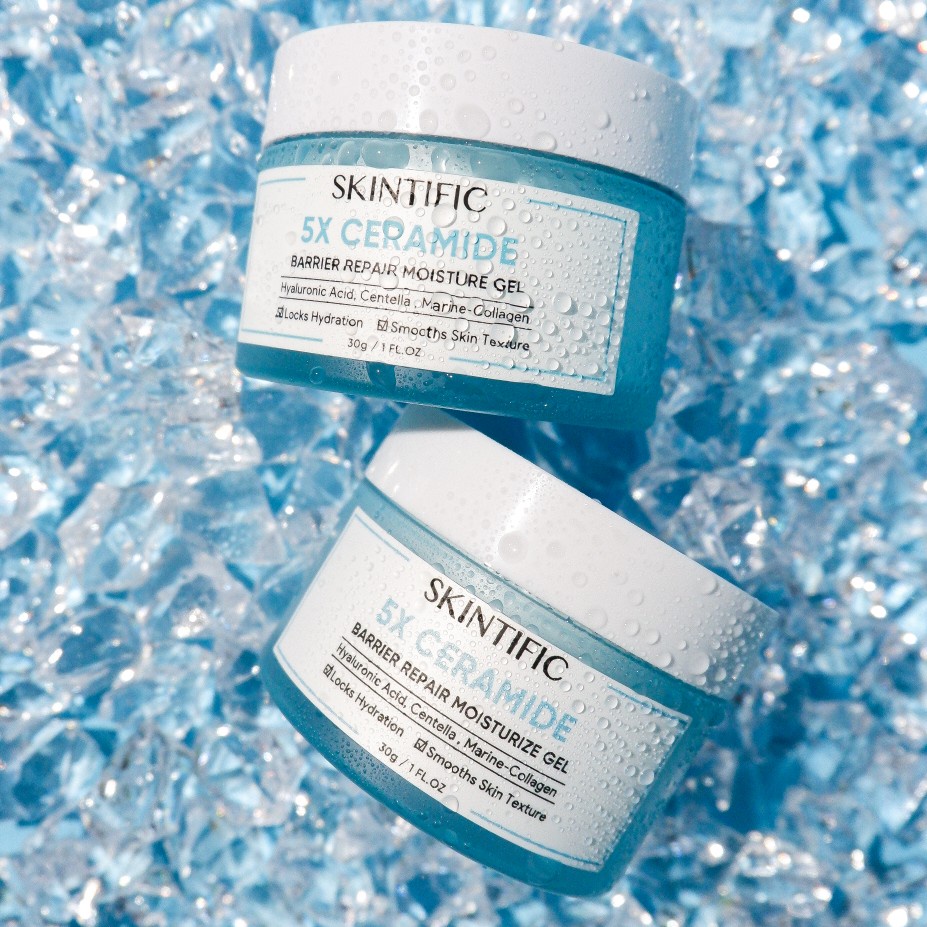 SKINTIFIC
5X CERAMIDE
BARRIER REPAIR MOISTURE GEL
Hyaluronic Acid, Centella , Marine-Collagen
☑Locks Hydration ☑Smooths Skin Texture
30g / 1 FL.OZ
SKINTIFIC
5X CERAMIDE
BARRIER REPAIR MOISTURIZE GEL
Hyaluronic Acid, Centella , Marine-Collagen
☑Locks Hydration ☑Smooths Skin Texture
30g / 1 FL.OZ